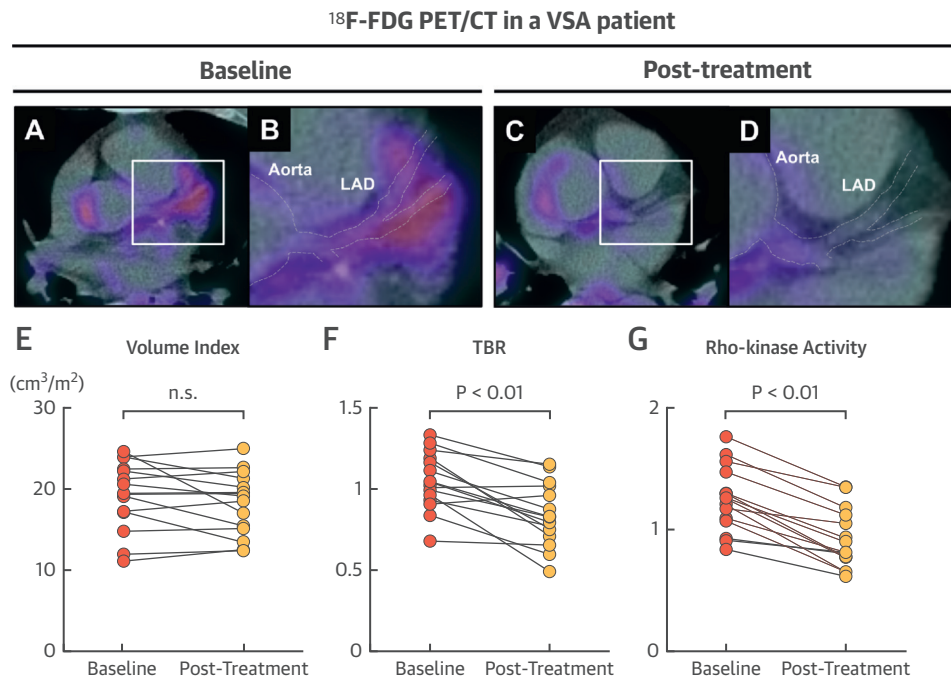 ¹⁸F-FDG PET/CT in a VSA patient
Baseline
Post-treatment
A
B
Aorta
LAD
C
D
Aorta
LAD
E
Volume Index
(cm³/m²)
n.s.
30
20
10
0
Baseline
Post-Treatment
F
TBR
P < 0.01
1.5
1
0.5
0
Baseline
Post-Treatment
G
Rho-kinase Activity
P < 0.01
2
1
0
Baseline
Post-Treatment